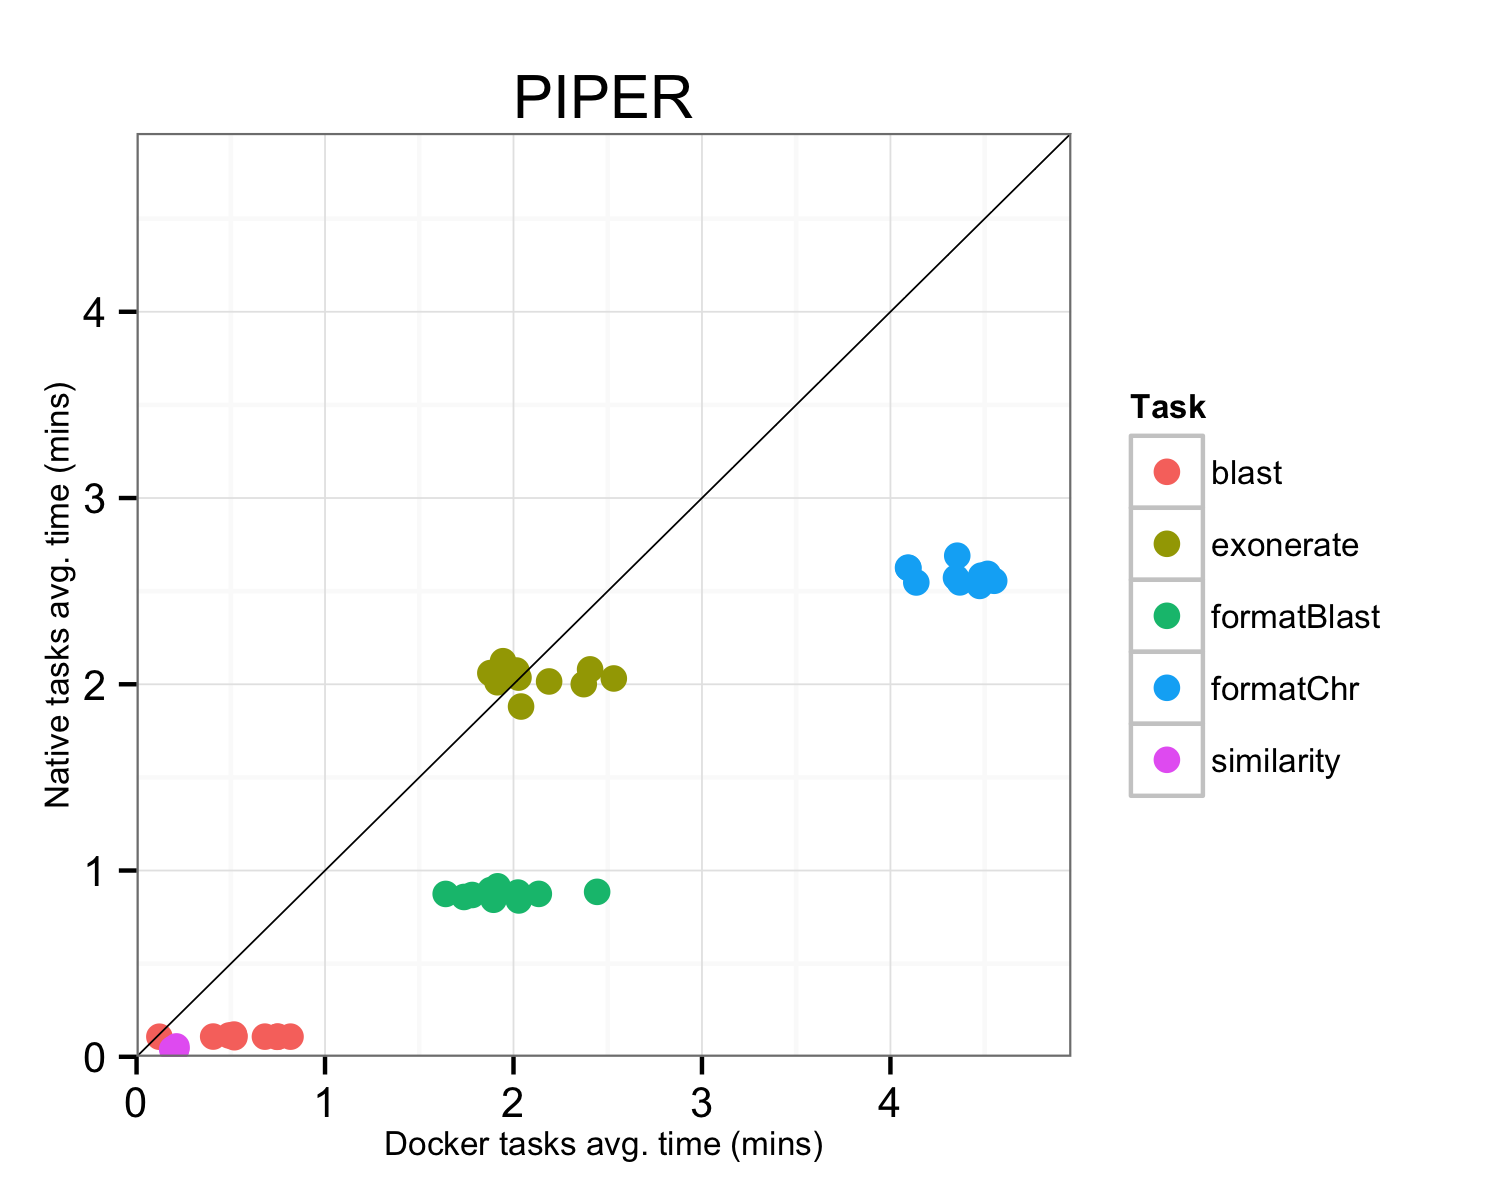 PIPER
Native tasks avg. time (mins)
4
3
2
1
0
0 1 2 3 4
Docker tasks avg. time (mins)
Task
blast
exonerate
formatBlast
formatChr
similarity